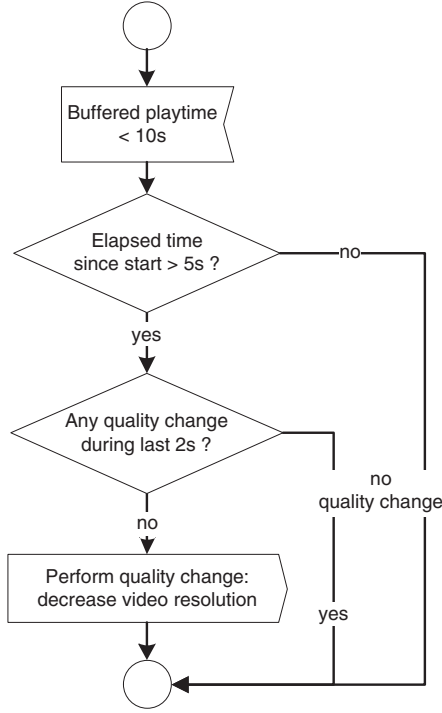 Buffered playtime
< 10s
Elapsed time
since start > 5s ?
no
yes
Any quality change
during last 2s ?
no
quality change
no
Perform quality change:
decrease video resolution
yes